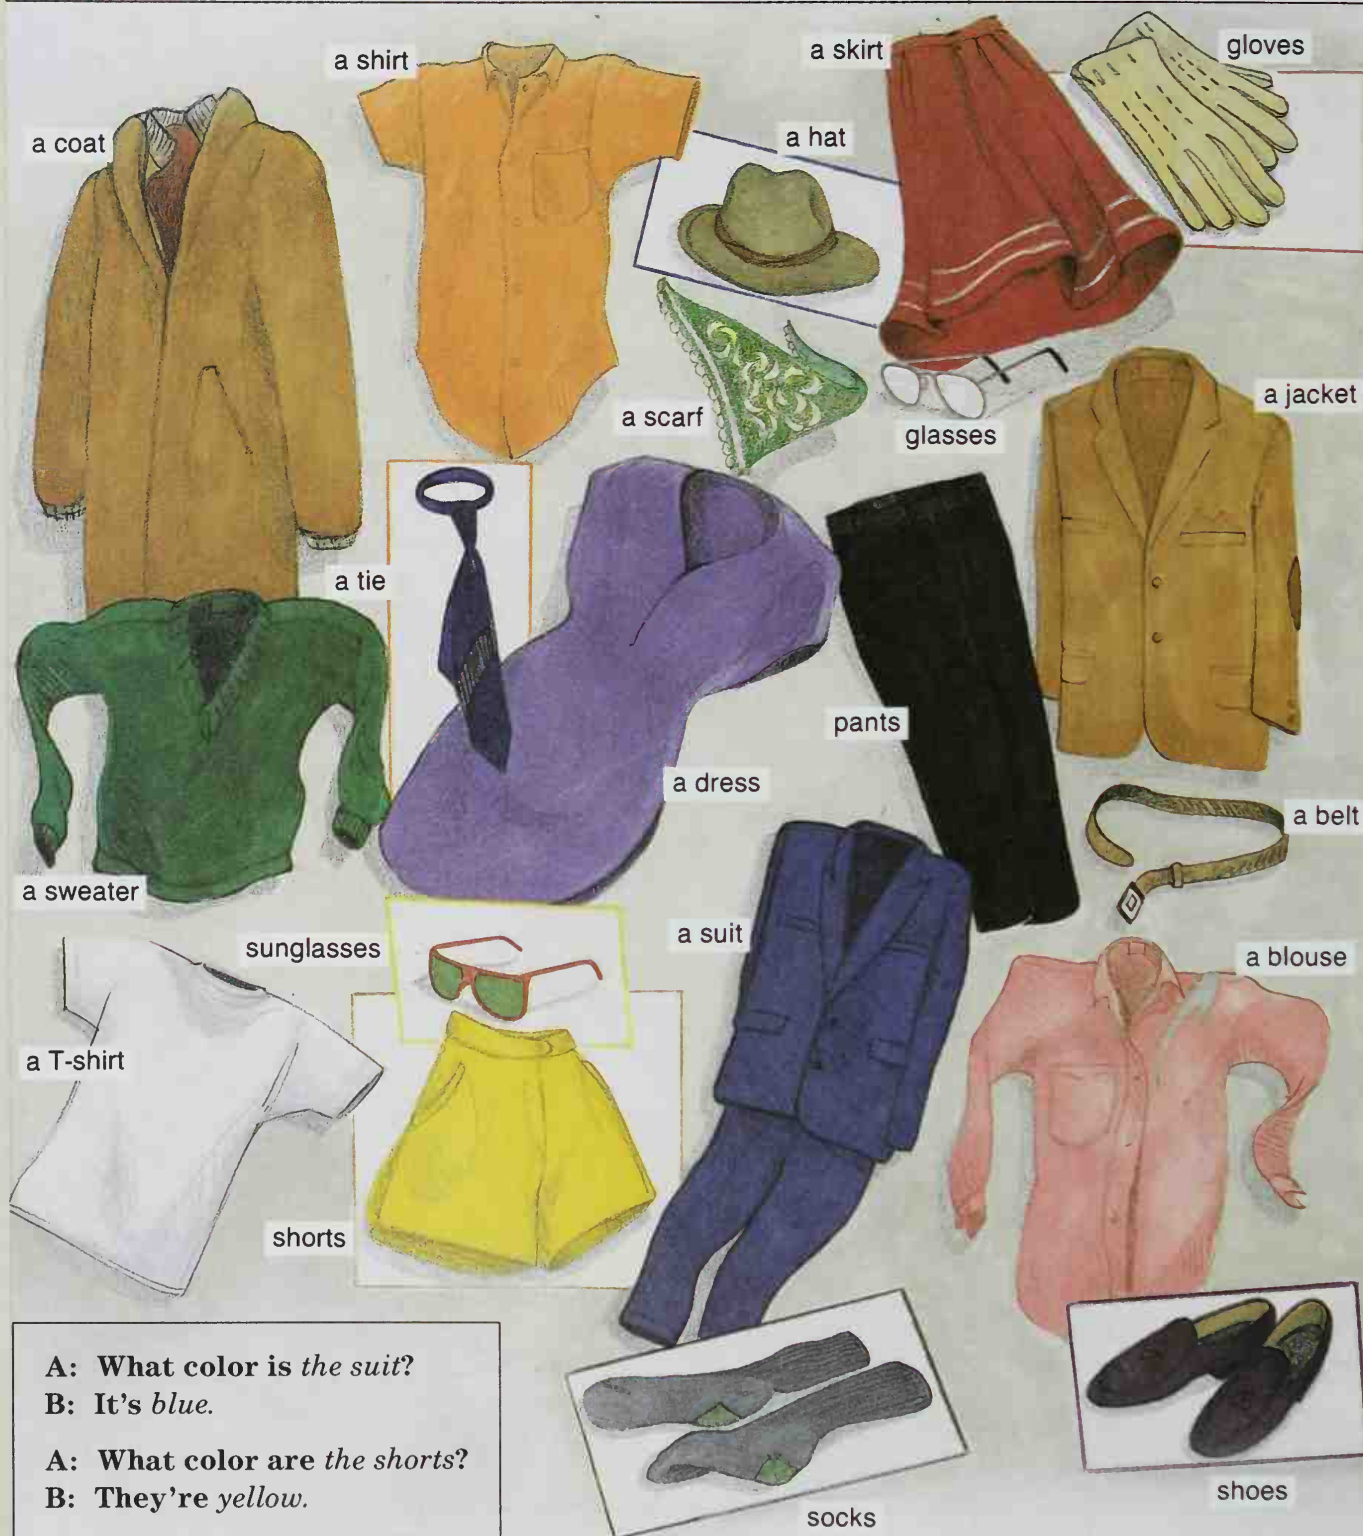 a shirt
a skirt
gloves
a coat
a hat
a scarf
glasses
a jacket
a tie
pants
a dress
a belt
a sweater
sunglasses
a suit
a blouse
a T-shirt
shorts
A: What color is the suit?
B: It's blue.
A: What color are the shorts?
B: They're yellow.
socks
shoes